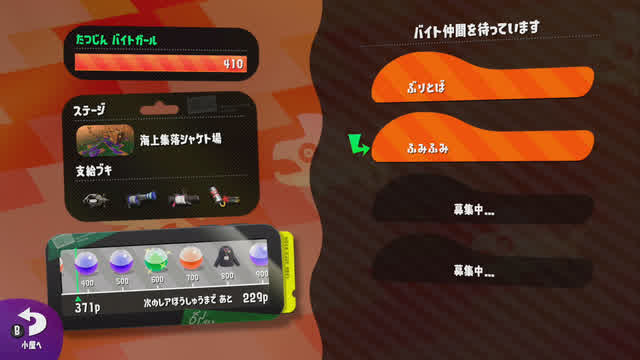 たつじん バイトガール
410
ステージ
海上集落シャケト場
支給ブキ
400 500 600 700 800 900
371p 次のレアほうしゅうまで あと 229p
B
小屋へ
バイト仲間を待っています
ぶりとば
ふみふみ
募集中...
募集中...